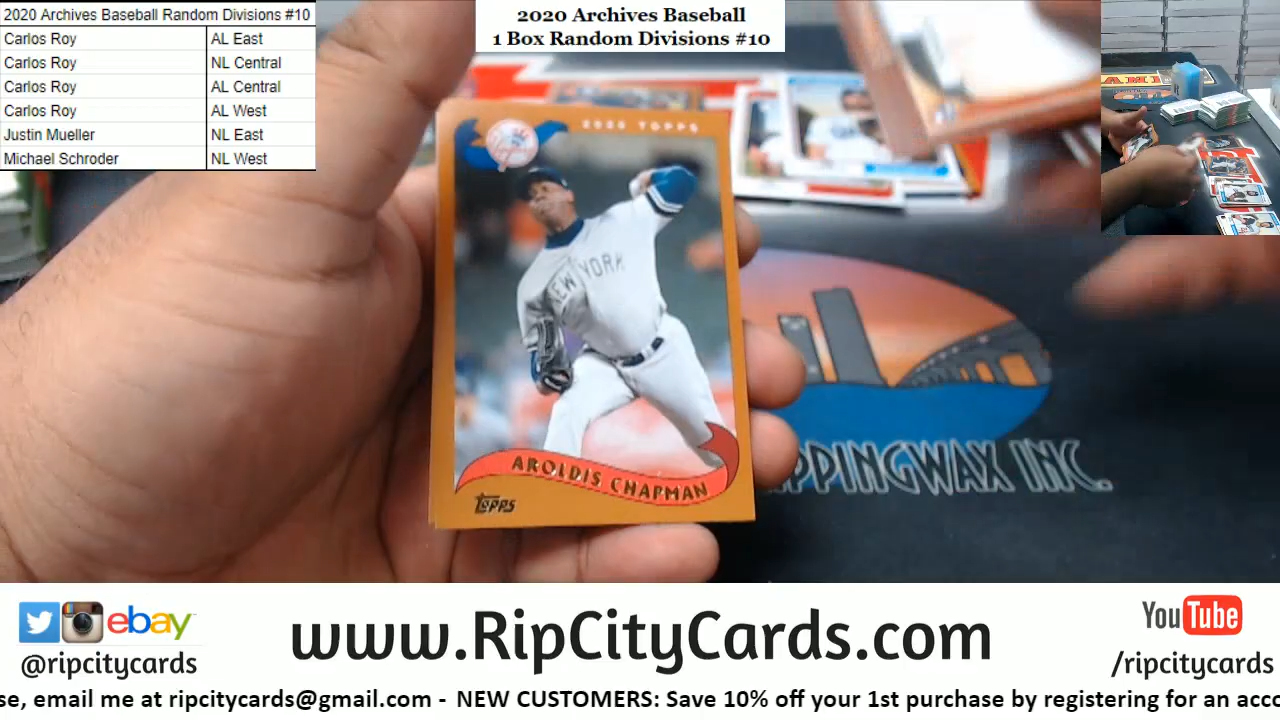 2020 Archives Baseball Random Divisions #10
Carlos Roy AL East
Carlos Roy NL Central
Carlos Roy AL Central
Carlos Roy AL West
Justin Mueller NL East
Michael Schroder NL West
2020 Archives Baseball
1 Box Random Divisions #10
2020 TOPPS
NEW YORK
AROLDIS CHAPMAN
TOPPS
PPINGWAX INC.
ebay
@ripcitycards
www.RipCityCards.com
YouTube
/ripcitycards
se, email me at ripcitycards@gmail.com - NEW CUSTOMERS: Save 10% off your 1st purchase by registering for an acco